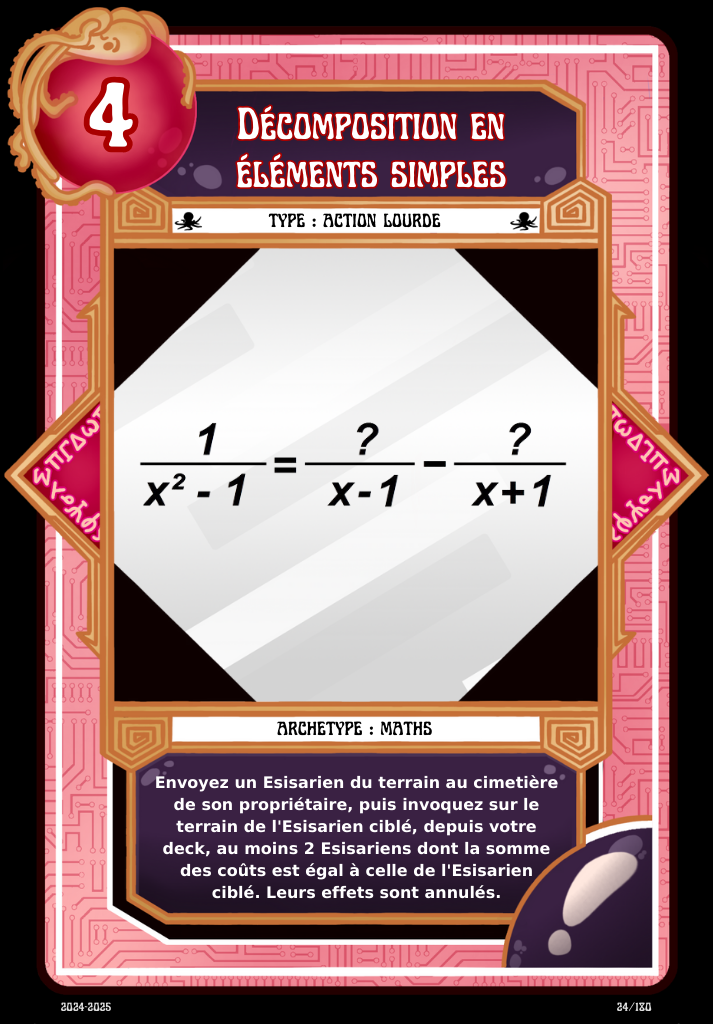 4
Décomposition en
éléments simples
TYPE : ACTION LOURDE
1 ? ?
= −
x² - 1 x-1 x+1
ARCHETYPE : MATHS
Envoyez un Esisarien du terrain au cimetière
de son propriétaire, puis invoquez sur le
terrain de l'Esisarien ciblé, depuis votre
deck, au moins 2 Esisariens dont la somme
des coûts est égal à celle de l'Esisarien
ciblé. Leurs effets sont annulés.
2024-2025
24/180